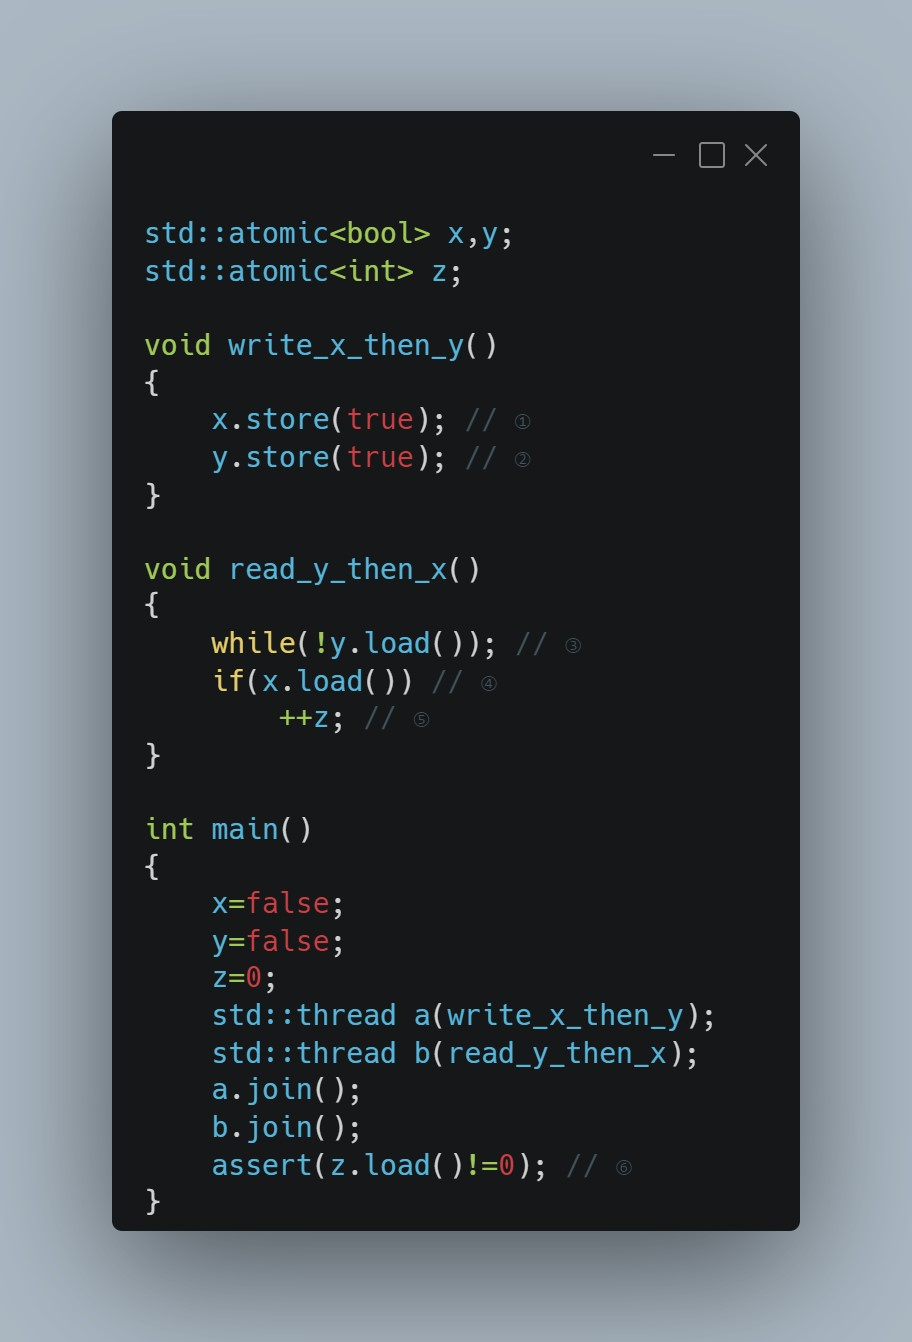 std::atomic<bool> x,y;
std::atomic<int> z;

void write_x_then_y()
{
    x.store(true); // ①
    y.store(true); // ②
}

void read_y_then_x()
{
    while(!y.load()); // ③
    if(x.load()) // ④
        ++z; // ⑤
}

int main()
{
    x=false;
    y=false;
    z=0;
    std::thread a(write_x_then_y);
    std::thread b(read_y_then_x);
    a.join();
    b.join();
    assert(z.load()!=0); // ⑥
}